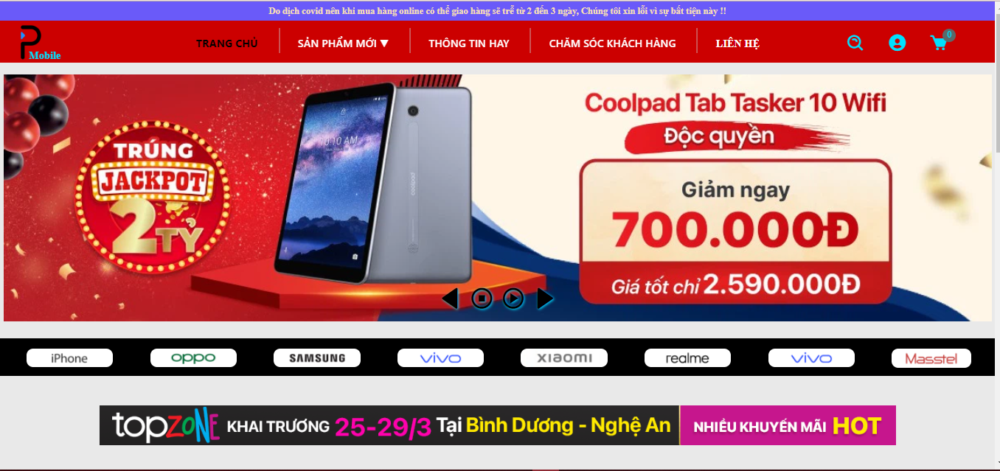 Do dịch covid nên khi mua hàng online có thể giao hàng sẽ trễ từ 2 đến 3 ngày, Chúng tôi xin lỗi vì sự bất tiện này !!
P Mobile
TRANG CHỦ
SẢN PHẨM MỚI ▼
THÔNG TIN HAY
CHĂM SÓC KHÁCH HÀNG
LIÊN HỆ
0
TRÚNG
JACKPOT
2 TỶ
10:10 AM
coolpad
Coolpad Tab Tasker 10 Wifi
Độc quyền
Giảm ngay
700.000Đ
Giá tốt chỉ 2.590.000Đ
iPhone
oppo
SAMSUNG
vivo
xiaomi
realme
vivo
Masstel
topzone KHAI TRƯƠNG 25-29/3 Tại Bình Dương - Nghệ An NHIỀU KHUYẾN MÃI HOT